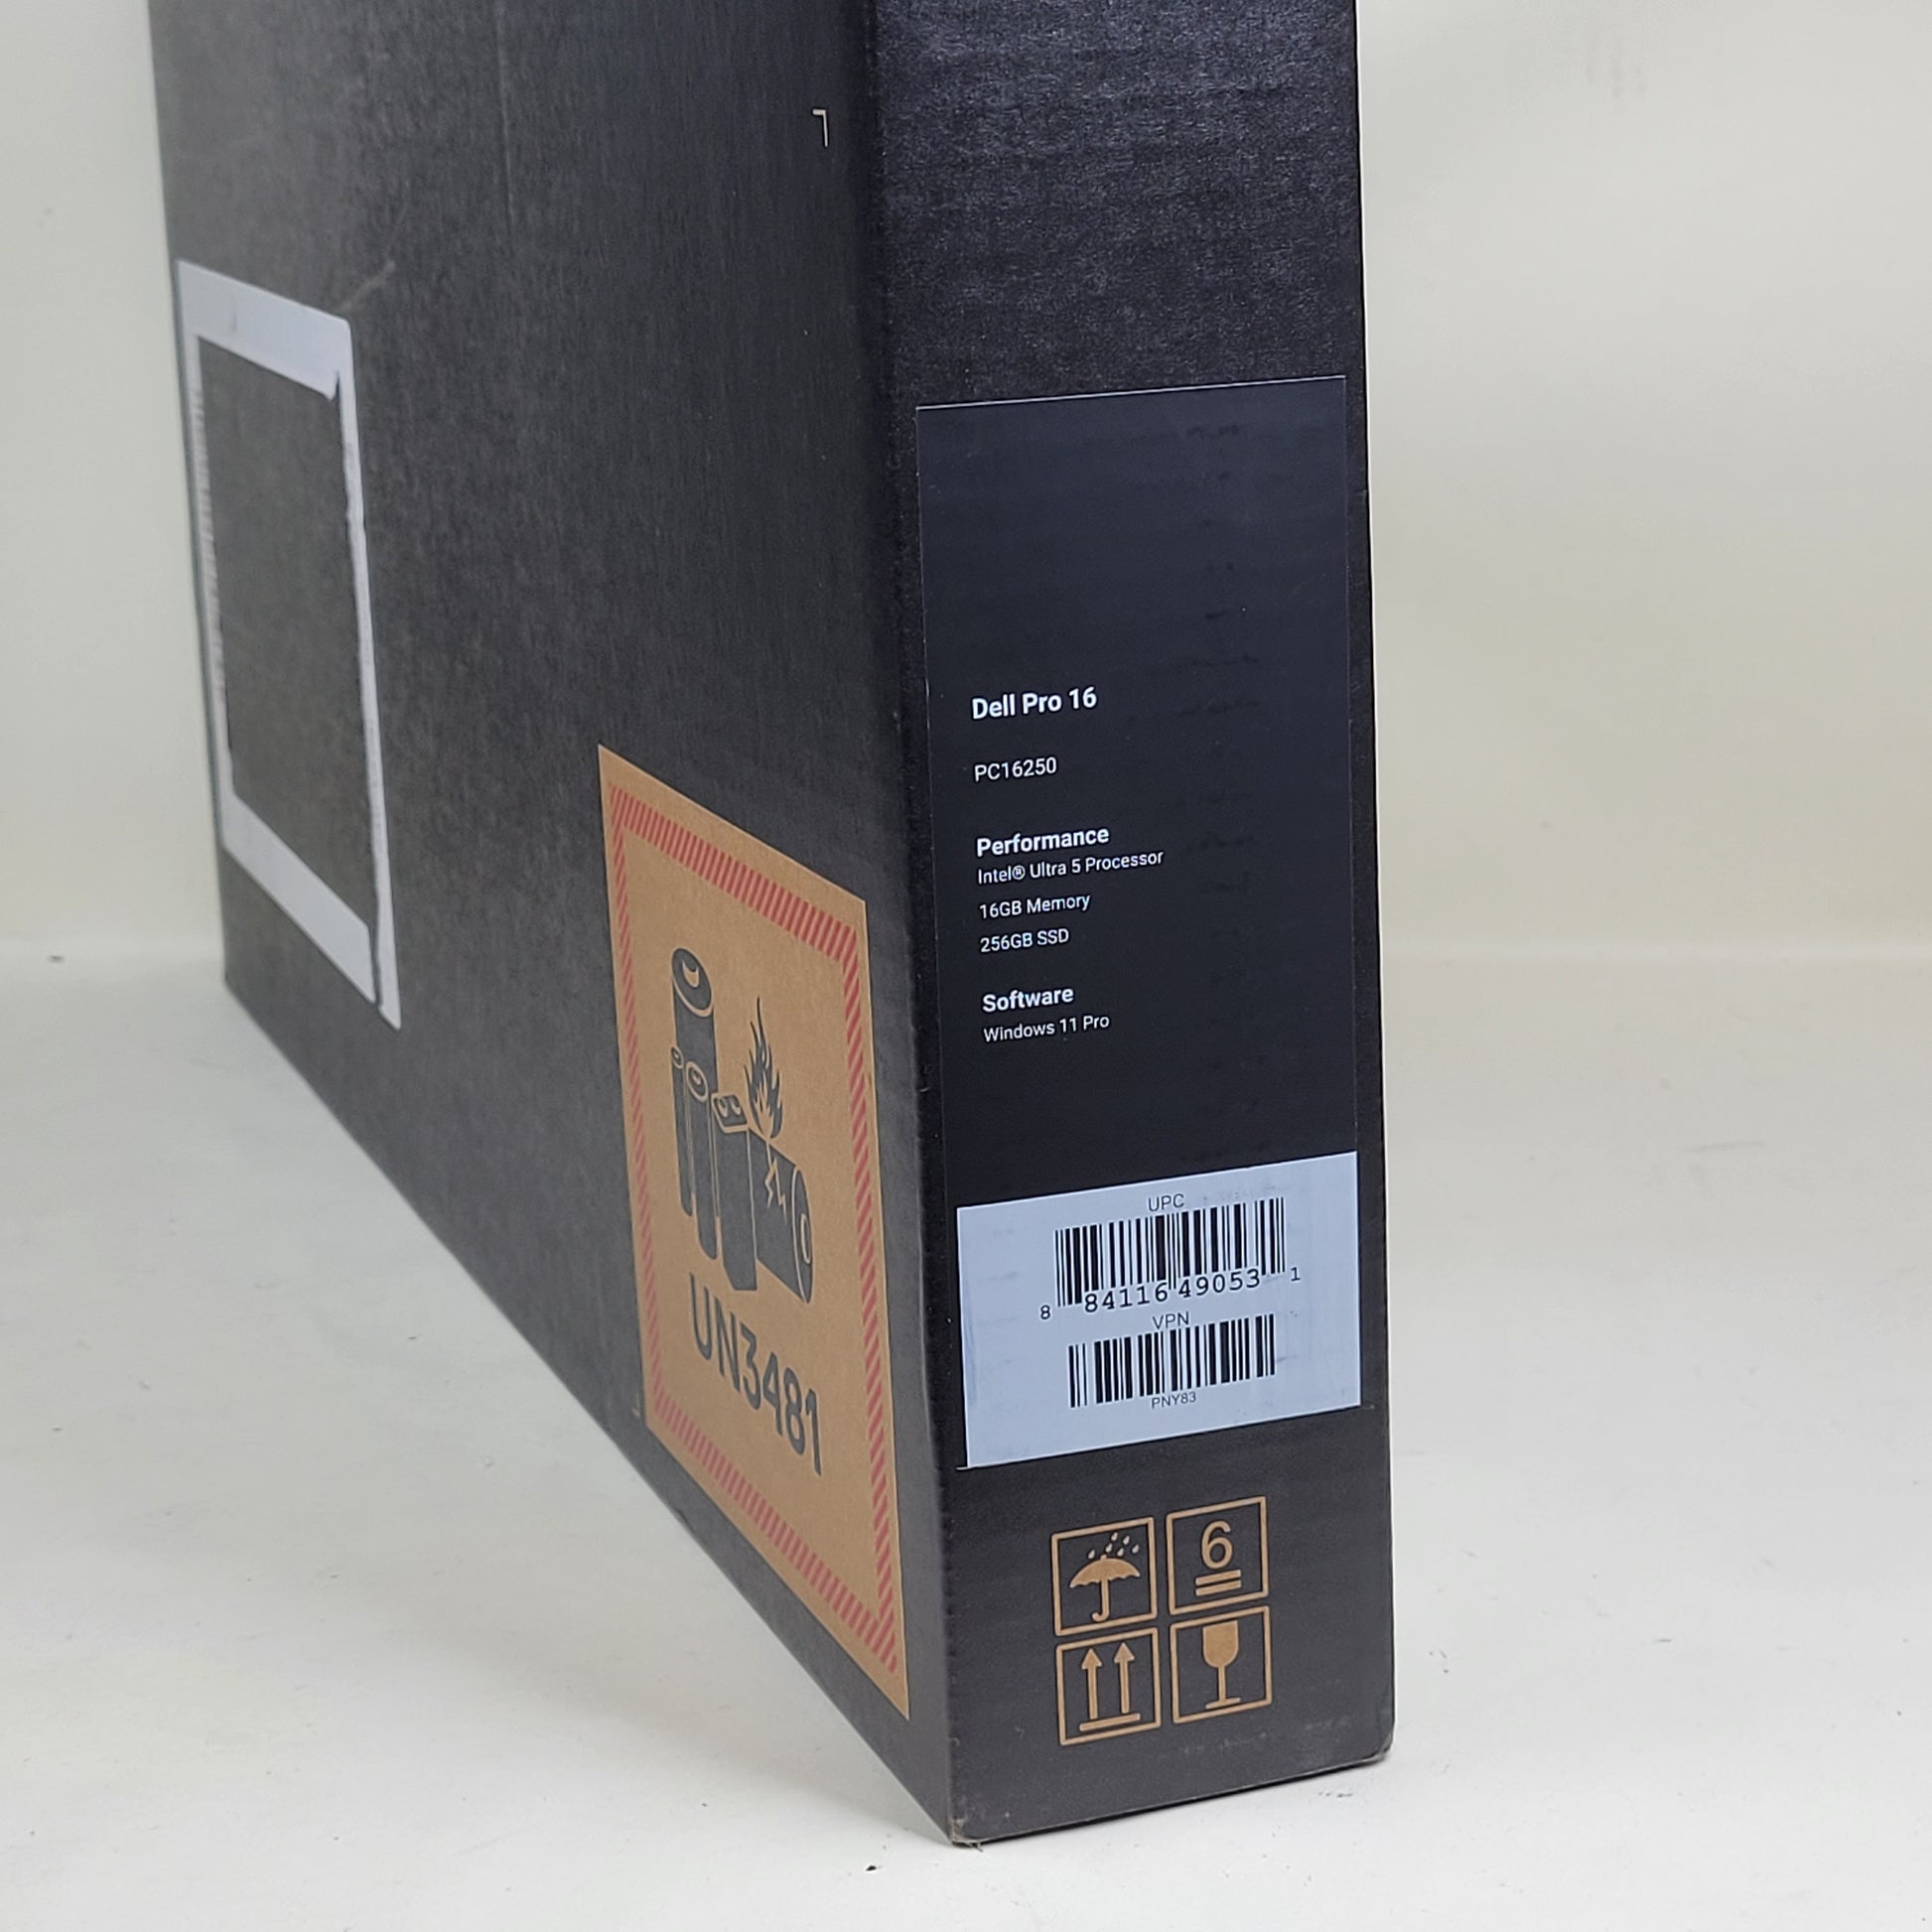 Dell Pro 16
PC16250
Performance
Intel® Ultra 5 Processor
16GB Memory
256GB SSD
Software
Windows 11 Pro
UPC
8 84116 49053 1
VPN
PNY83
6
UN3481